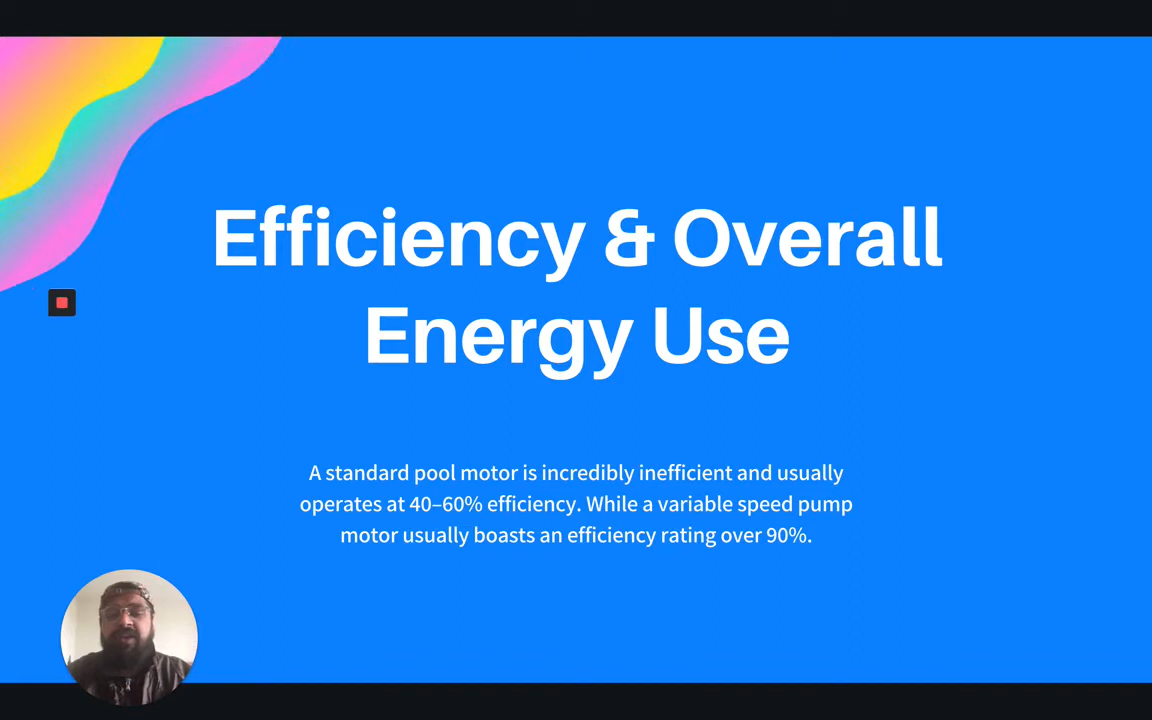 Efficiency & Overall
Energy Use
A standard pool motor is incredibly inefficient and usually
operates at 40–60% efficiency. While a variable speed pump
motor usually boasts an efficiency rating over 90%.